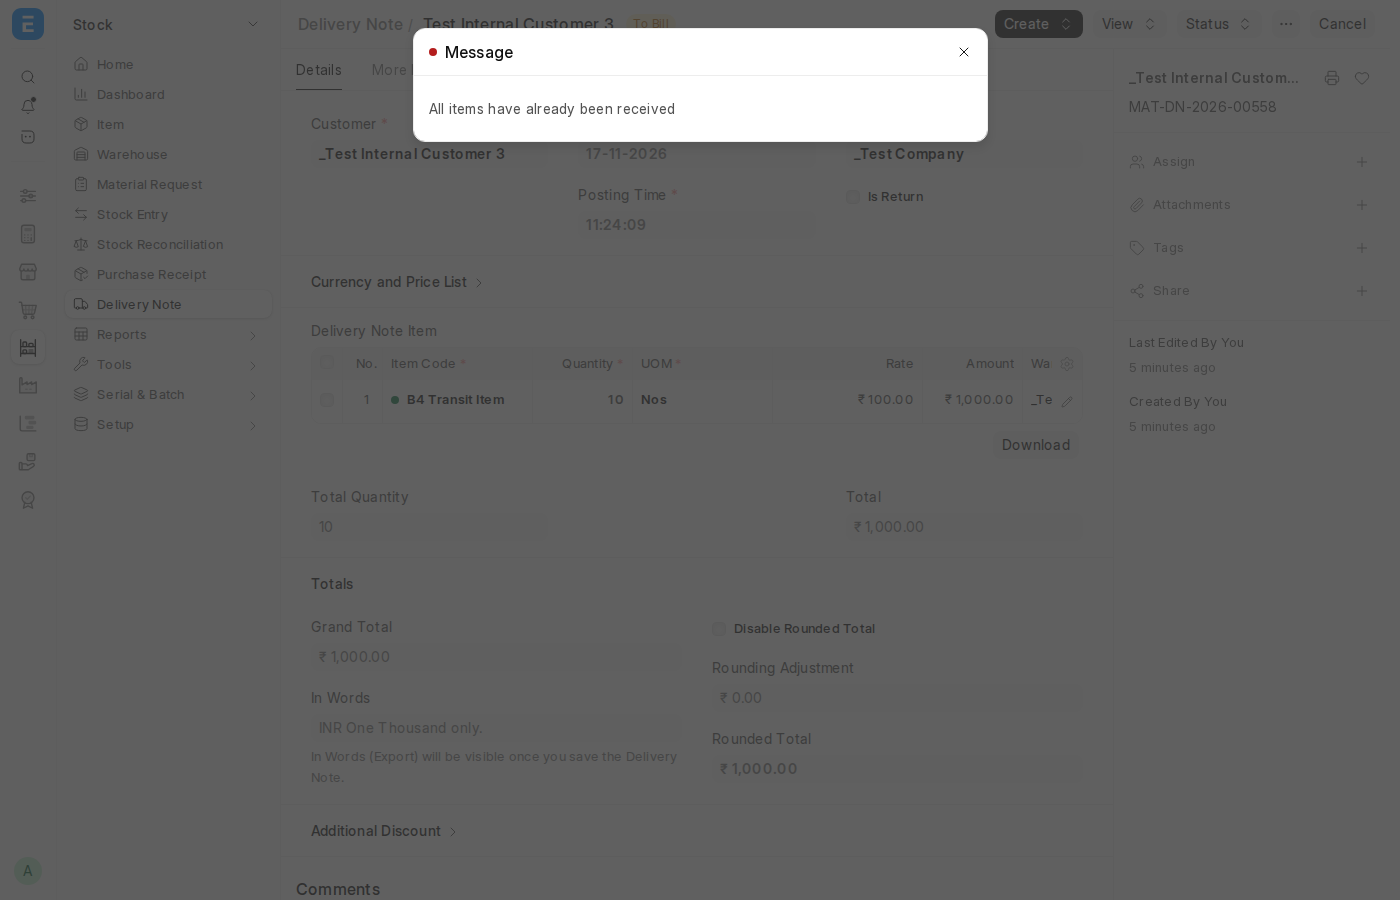 Stock
Home
Dashboard
Item
Warehouse
Material Request
Stock Entry
Stock Reconciliation
Purchase Receipt
Delivery Note
Reports
Tools
Serial & Batch
Setup
A
Delivery Note / Test Internal Customer 3 To Bill
Create View Status ... Cancel
Message
All items have already been received
Details More
Customer *
_Test Internal Customer 3
17-11-2026
_Test Company
Posting Time *
11:24:09
Is Return
Currency and Price List
Delivery Note Item
No. Item Code * Quantity * UOM * Rate Amount Wa
1 B4 Transit Item 10 Nos ₹ 100.00 ₹ 1,000.00 _Te
Download
Total Quantity
10
Total
₹ 1,000.00
Totals
Grand Total
₹ 1,000.00
In Words
INR One Thousand only.
In Words (Export) will be visible once you save the Delivery
Note.
Disable Rounded Total
Rounding Adjustment
₹ 0.00
Rounded Total
₹ 1,000.00
Additional Discount
Comments
_Test Internal Custom...
MAT-DN-2026-00558
Assign
Attachments
Tags
Share
Last Edited By You
5 minutes ago
Created By You
5 minutes ago